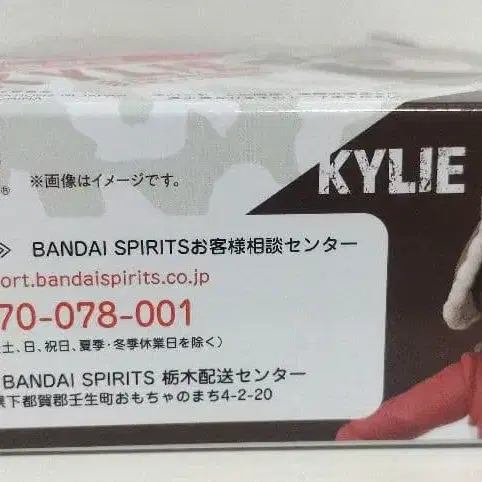 KYLIE
®
※画像はイメージです。
BANDAI SPIRITSお客様相談センター
ort.bandaispirits.co.jp
70-078-001
土、日、祝日、夏季・冬季休業日を除く）
BANDAI SPIRITS 栃木配送センター
県下都賀郡壬生町おもちゃのまち4-2-20